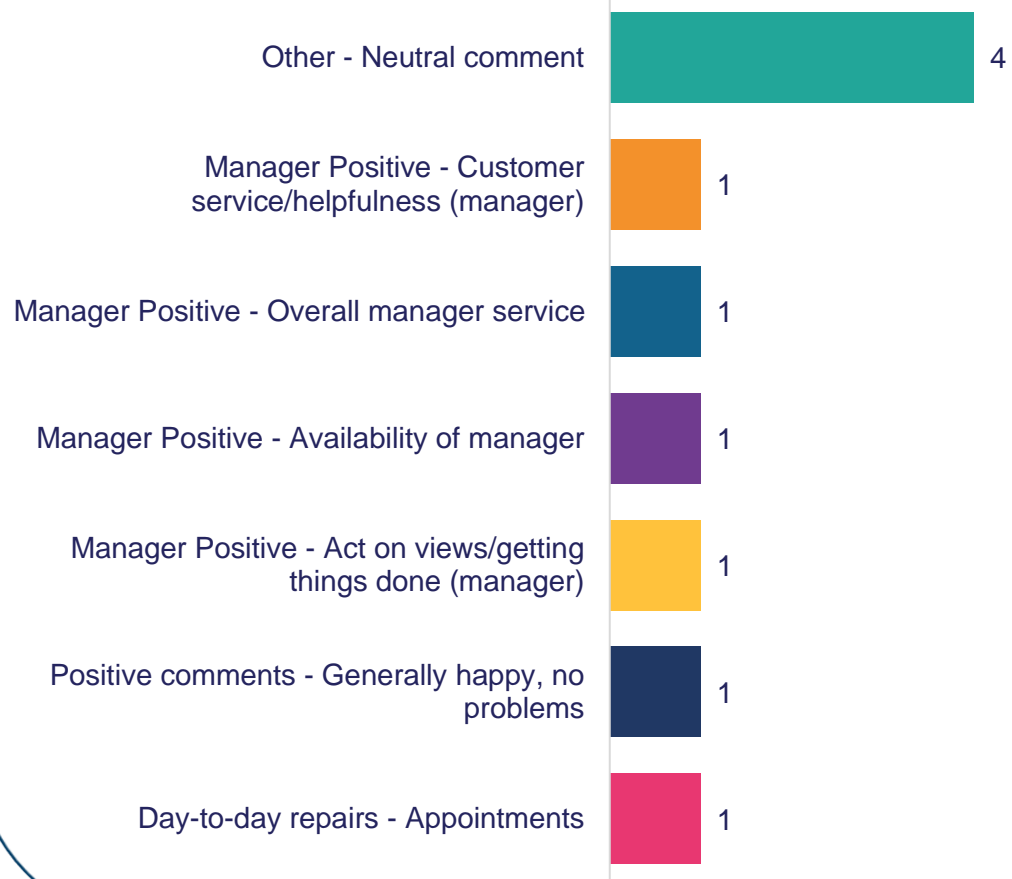 Other - Neutral comment
4
Manager Positive - Customer
service/helpfulness (manager)
1
Manager Positive - Overall manager service
1
Manager Positive - Availability of manager
1
Manager Positive - Act on views/getting
things done (manager)
1
Positive comments - Generally happy, no
problems
1
Day-to-day repairs - Appointments
1